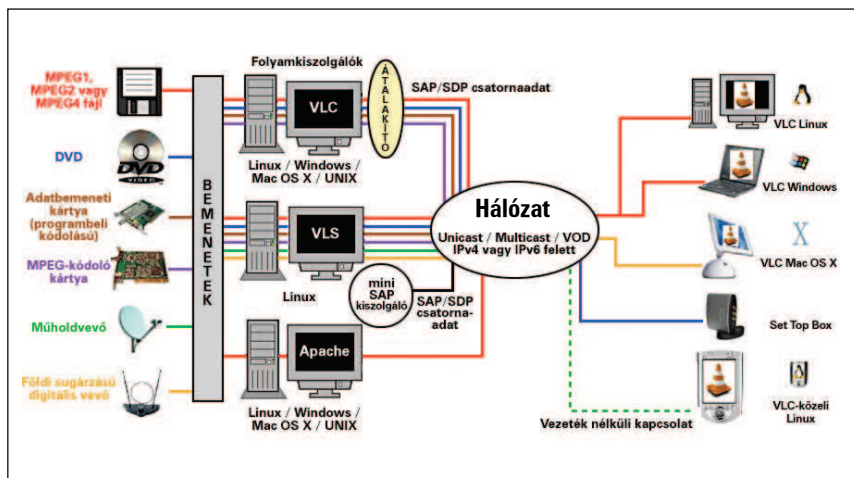 MPEG1,
MPEG2 vagy
MPEG4 fájl
DVD
DVD
VIDEO
Adatbemeneti
kártya
(programbeli
kódolású)
MPEG-kódoló
kártya
Műholdvevő
Földi sugárzású
digitális vevő
BEMENETEK
Folyamkiszolgálók
VLC
ÁTALAKÍTÓ
SAP/SDP csatornaadat
Linux / Windows /
Mac OS X / UNIX
VLS
Linux
mini
SAP
kiszolgáló
SAP/SDP
csatorna-
adat
Apache
Linux / Windows /
Mac OS X / UNIX
Hálózat
Unicast / Multicast / VOD
IPv4 vagy IPv6 felett
Vezeték nélküli kapcsolat
VLC Linux
VLC Windows
X
VLC Mac OS X
Set Top Box
VLC-közeli
Linux